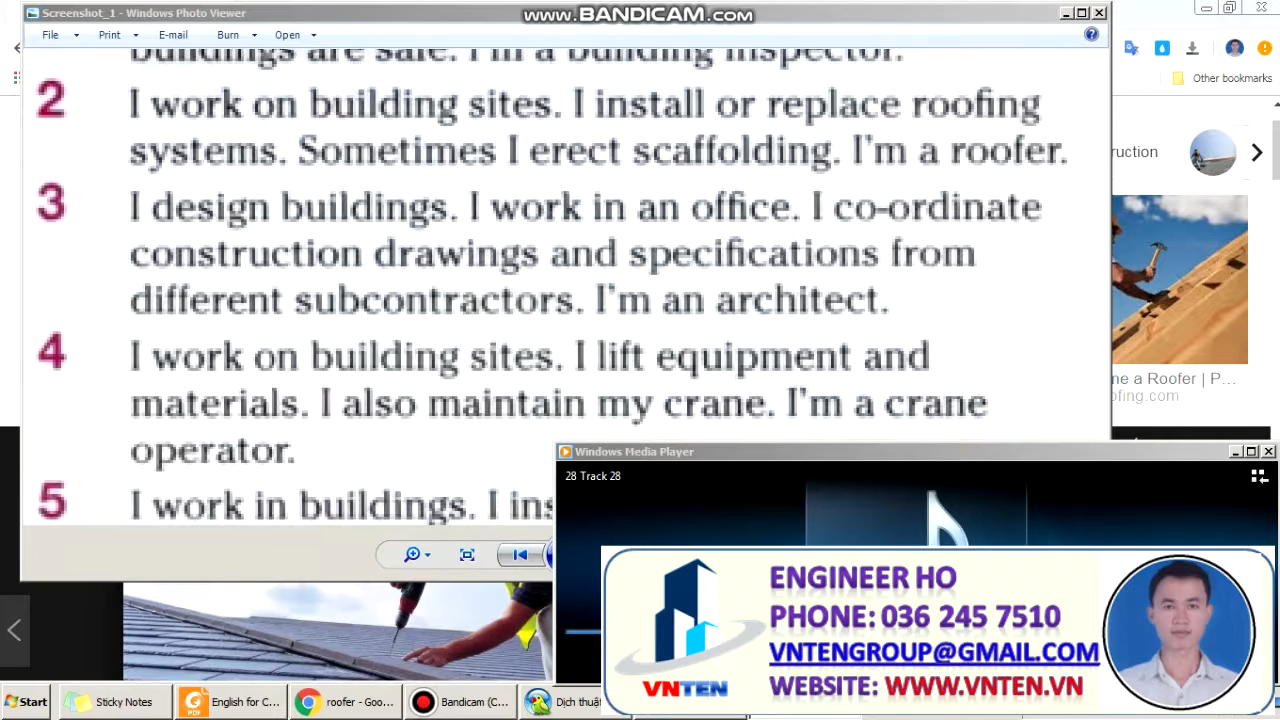 Screenshot_1 - Windows Photo Viewer
www.BANDICAM.com
File Print E-mail Burn Open
Other bookmarks
buildings are safe. I'm a building inspector.
2 I work on building sites. I install or replace roofing
systems. Sometimes I erect scaffolding. I'm a roofer.
3 I design buildings. I work in an office. I co-ordinate
construction drawings and specifications from
different subcontractors. I'm an architect.
4 I work on building sites. I lift equipment and
materials. I also maintain my crane. I'm a crane
operator.
5 I work in buildings. I ins
ruction
ne a Roofer | P...
ofing.com
Windows Media Player
28 Track 28
ENGINEER HO
PHONE: 036 245 7510
VNTENGROUP@GMAIL.COM
WEBSITE: WWW.VNTEN.VN
VNTEN
Start Sticky Notes English for C... roofer - Goo... Bandicam (C... Dịch thuật